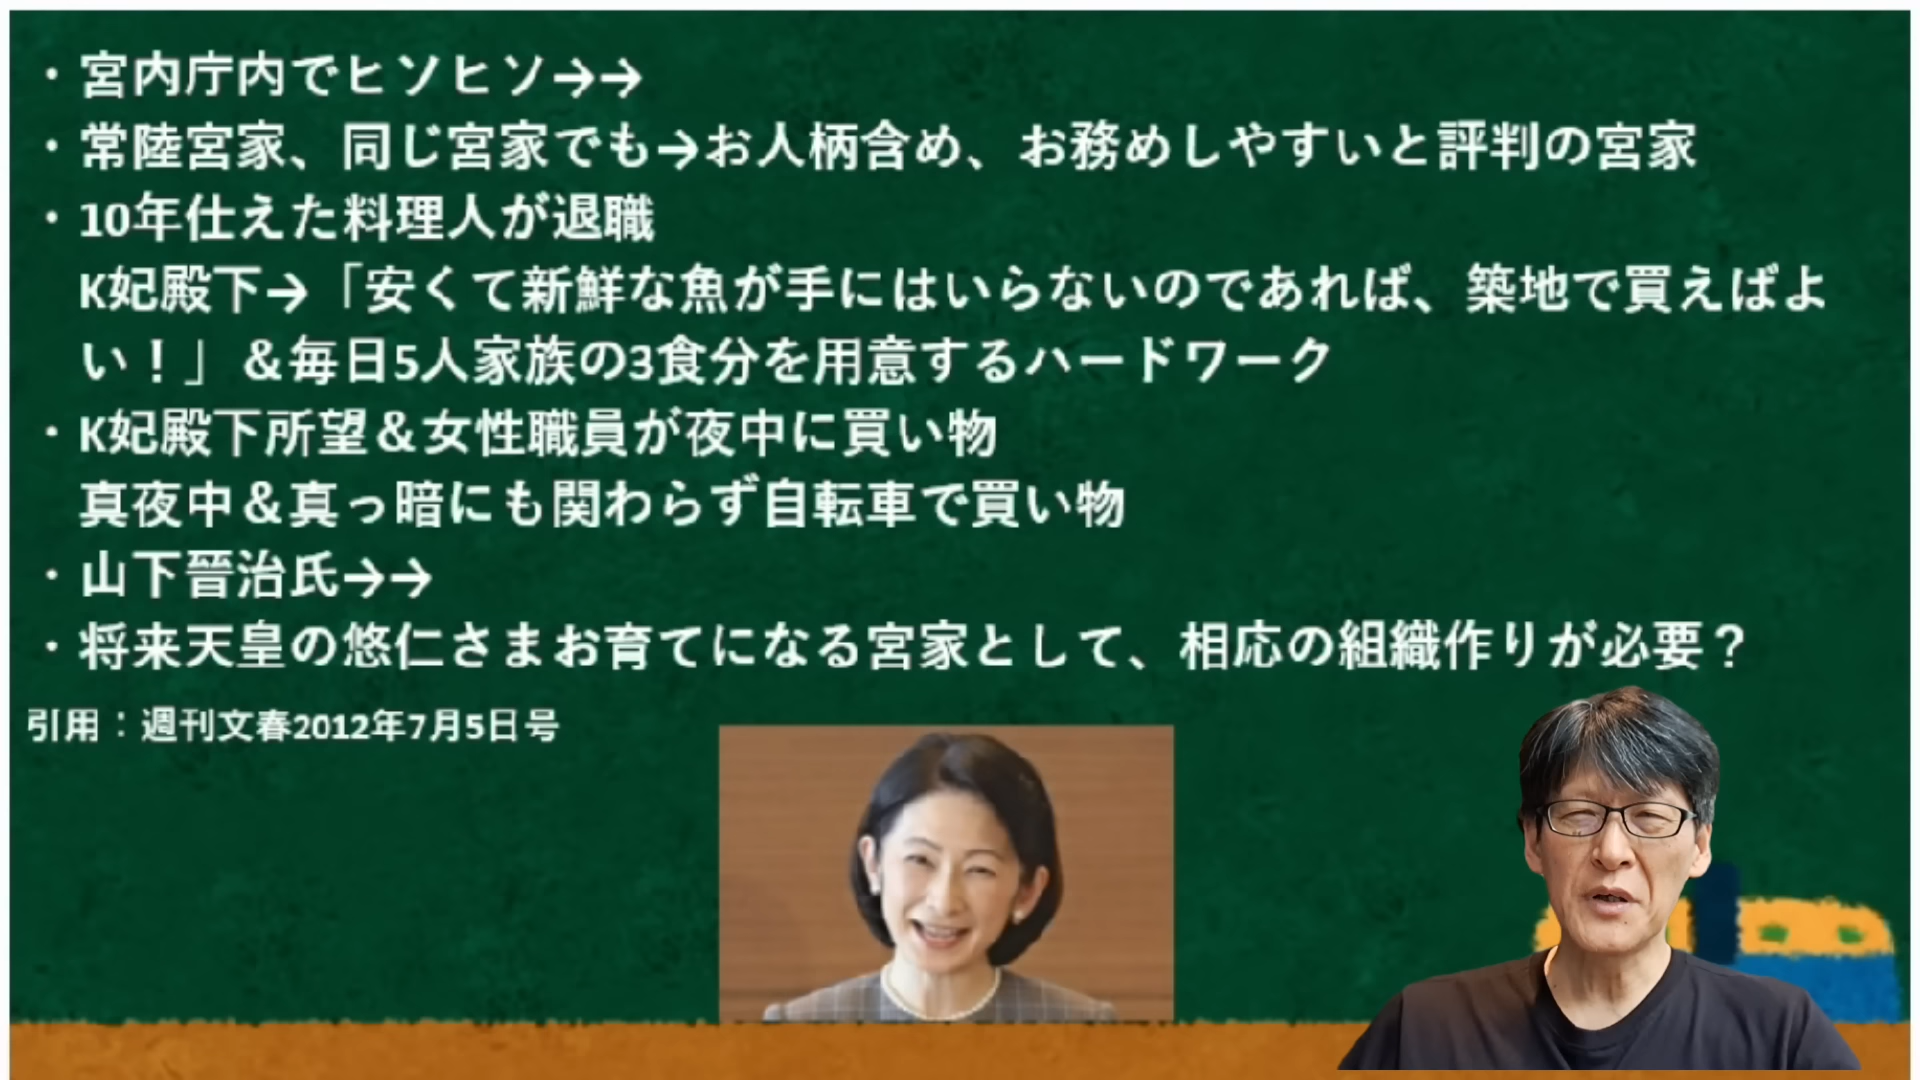 ・宮内庁内でヒソヒソ→→
・常陸宮家、同じ宮家でも→お人柄含め、お務めしやすいと評判の宮家
・10年仕えた料理人が退職
K妃殿下→「安くて新鮮な魚が手にはいらないのであれば、築地で買えばよ
い！」＆毎日5人家族の3食分を用意するハードワーク
・K妃殿下所望＆女性職員が夜中に買い物
真夜中＆真っ暗にも関わらず自転車で買い物
・山下晉治氏→→
・将来天皇の悠仁さまお育てになる宮家として、相応の組織作りが必要？
引用：週刊文春2012年7月5日号